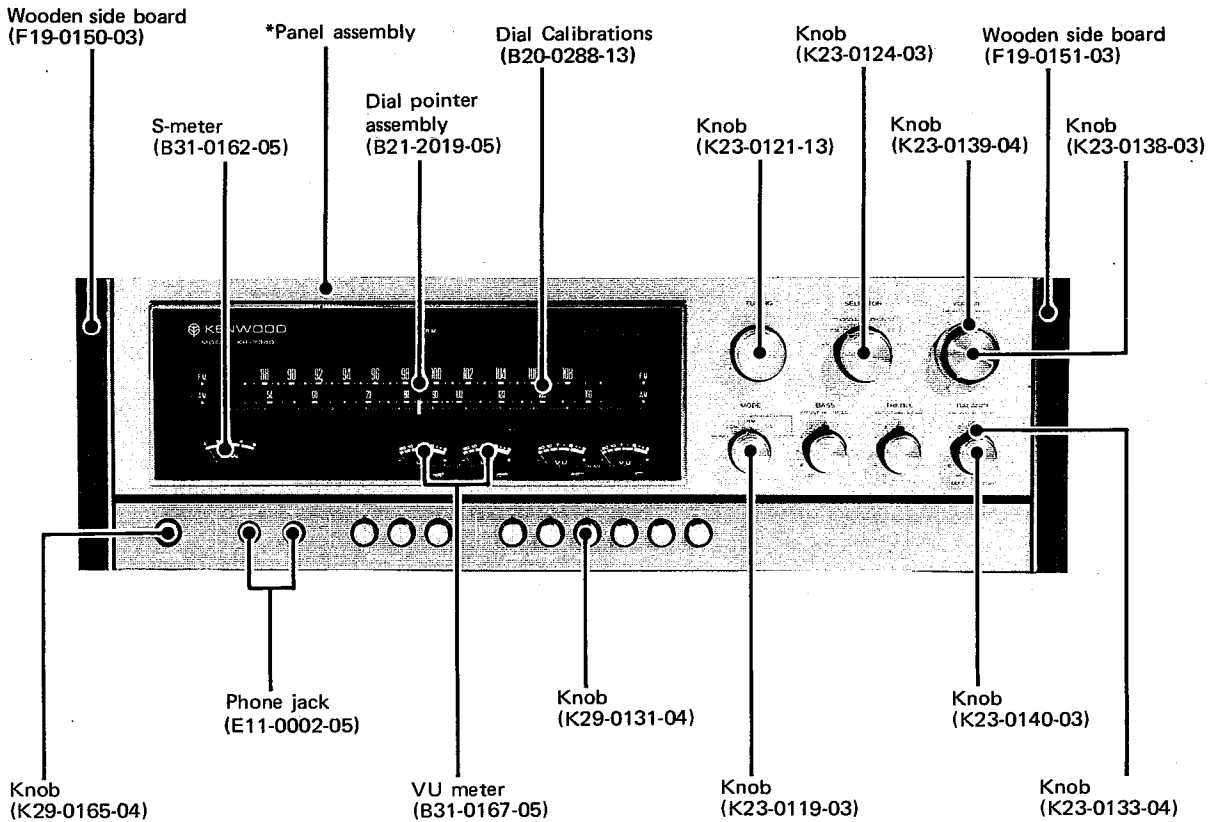 Wooden side board
(F19-0150-03)
*Panel assembly
Dial Calibrations
(B20-0288-13)
Knob
(K23-0124-03)
Wooden side board
(F19-0151-03)
S-meter
(B31-0162-05)
Dial pointer
assembly
(B21-2019-05)
Knob
(K23-0121-13)
Knob
(K23-0139-04)
Knob
(K23-0138-03)
TUNING
SELECTOR
KENWOOD
FM 88 90 92 94 96 98 100 102 104 106 108 FM
AM 54 AM
MODE
BASS
TREBLE
BALANCE
VU
VU
Phone jack
(E11-0002-05)
Knob
(K29-0131-04)
Knob
(K23-0140-03)
Knob
(K29-0165-04)
VU meter
(B31-0167-05)
Knob
(K23-0119-03)
Knob
(K23-0133-04)